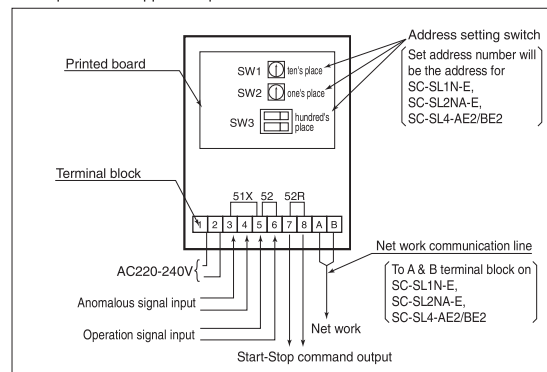 Address setting switch
Set address number will
be the address for
SC-SL1N-E,
SC-SL2NA-E,
SC-SL4-AE2/BE2
Printed board
SW1 ten's place
SW2 one's place
SW3 hundred's
place
Terminal block
51X 52 52R
1 2 3 4 5 6 7 8 A B
Net work communication line
AC220-240V
To A & B terminal block on
SC-SL1N-E,
SC-SL2NA-E,
SC-SL4-AE2/BE2
Anomalous signal input
Operation signal input
Net work
Start-Stop command output